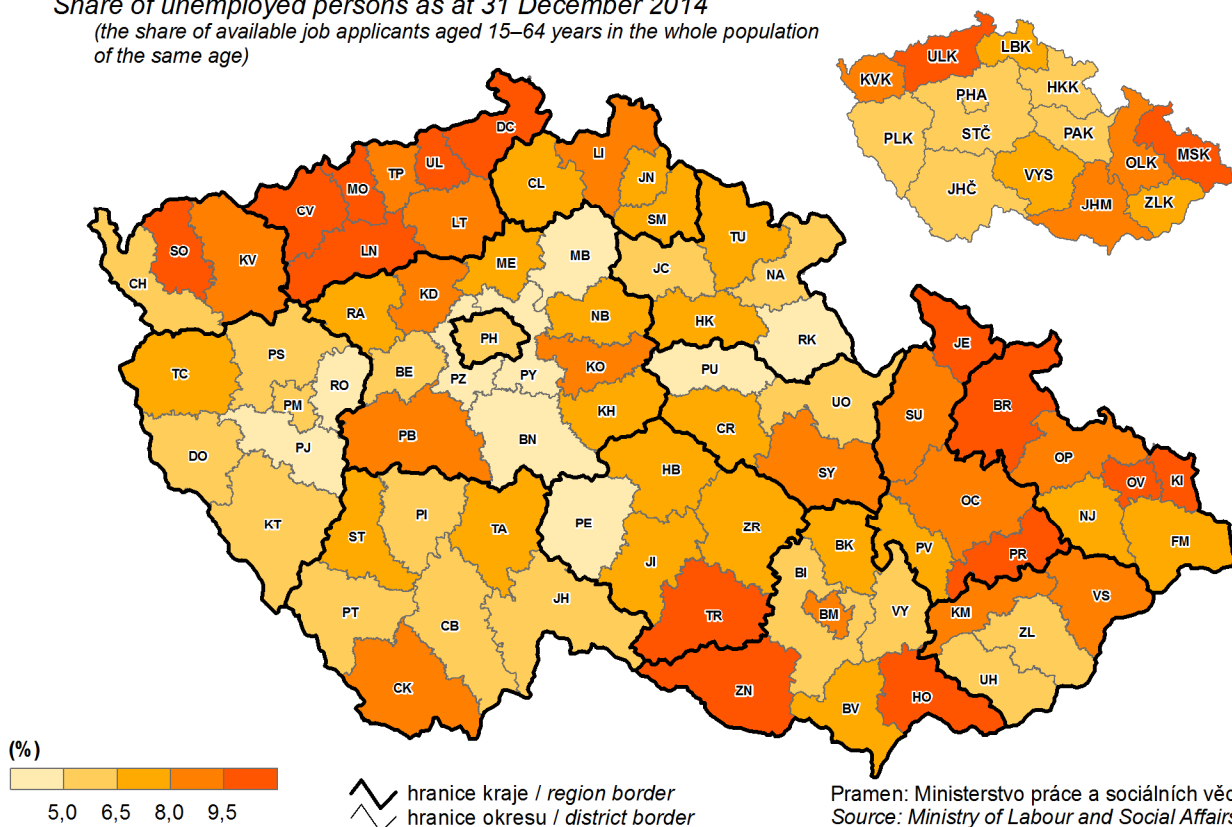 Share of unemployed persons as at 31 December 2014
(the share of available job applicants aged 15–64 years in the whole population
of the same age)
KVK
ULK
LBK
HKK
PHA
PLK
STČ
PAK
JHČ
VYS
OLK
MSK
JHM
ZLK
DC
UL
TP
MO
CV
LT
LN
SO
KV
CH
CL
LI
JN
SM
TU
NA
JC
MB
ME
KD
RA
NB
HK
RK
PH
PS
TC
RO
BE
PZ
PY
KO
PU
PM
UO
SU
JE
BR
KH
CR
PB
BN
DO
PJ
HB
SY
OP
OV
KI
KT
ST
PI
TA
PE
ZR
OC
NJ
FM
JI
BK
PV
PR
BI
BM
VY
VS
KM
ZL
TR
PT
CB
JH
UH
CK
ZN
BV
HO
(%)
5,0 6,5 8,0 9,5
hranice kraje / region border
hranice okresu / district border
Pramen: Ministerstvo práce a sociálních věc
Source: Ministry of Labour and Social Affairs